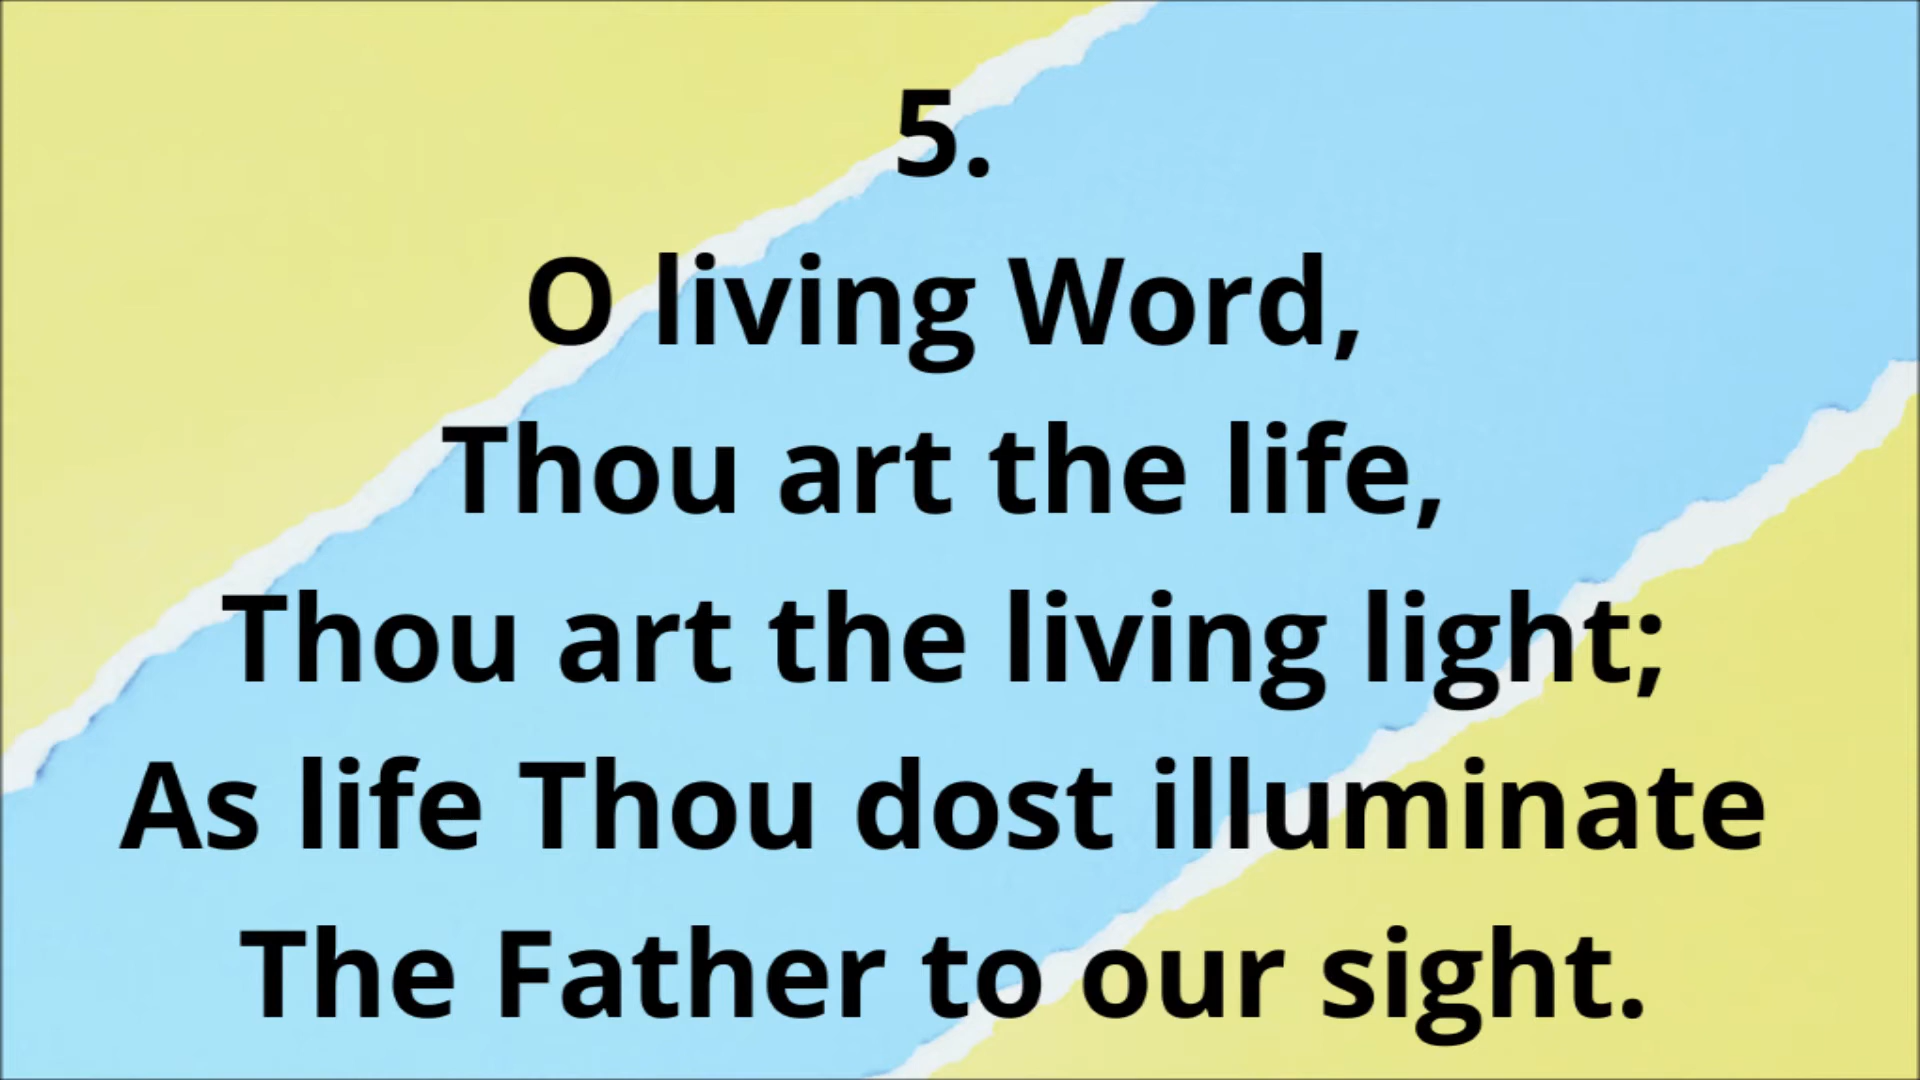 5.
O living Word,
Thou art the life,
Thou art the living light;
As life Thou dost illuminate
The Father to our sight.